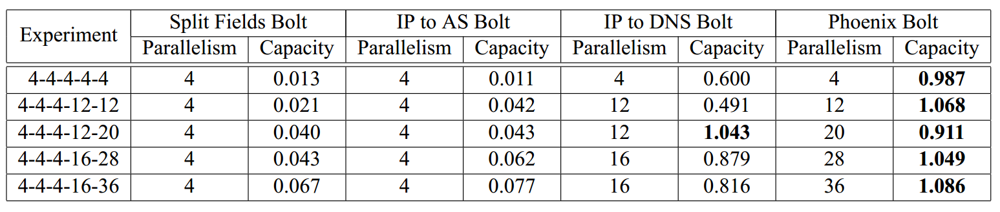 Experiment Split Fields Bolt IP to AS Bolt IP to DNS Bolt Phoenix Bolt
Parallelism Capacity Parallelism Capacity Parallelism Capacity Parallelism Capacity
4-4-4-4-4 4 0.013 4 0.011 4 0.600 4 0.987
4-4-4-12-12 4 0.021 4 0.042 12 0.491 12 1.068
4-4-4-12-20 4 0.040 4 0.043 12 1.043 20 0.911
4-4-4-16-28 4 0.043 4 0.062 16 0.879 28 1.049
4-4-4-16-36 4 0.067 4 0.077 16 0.816 36 1.086